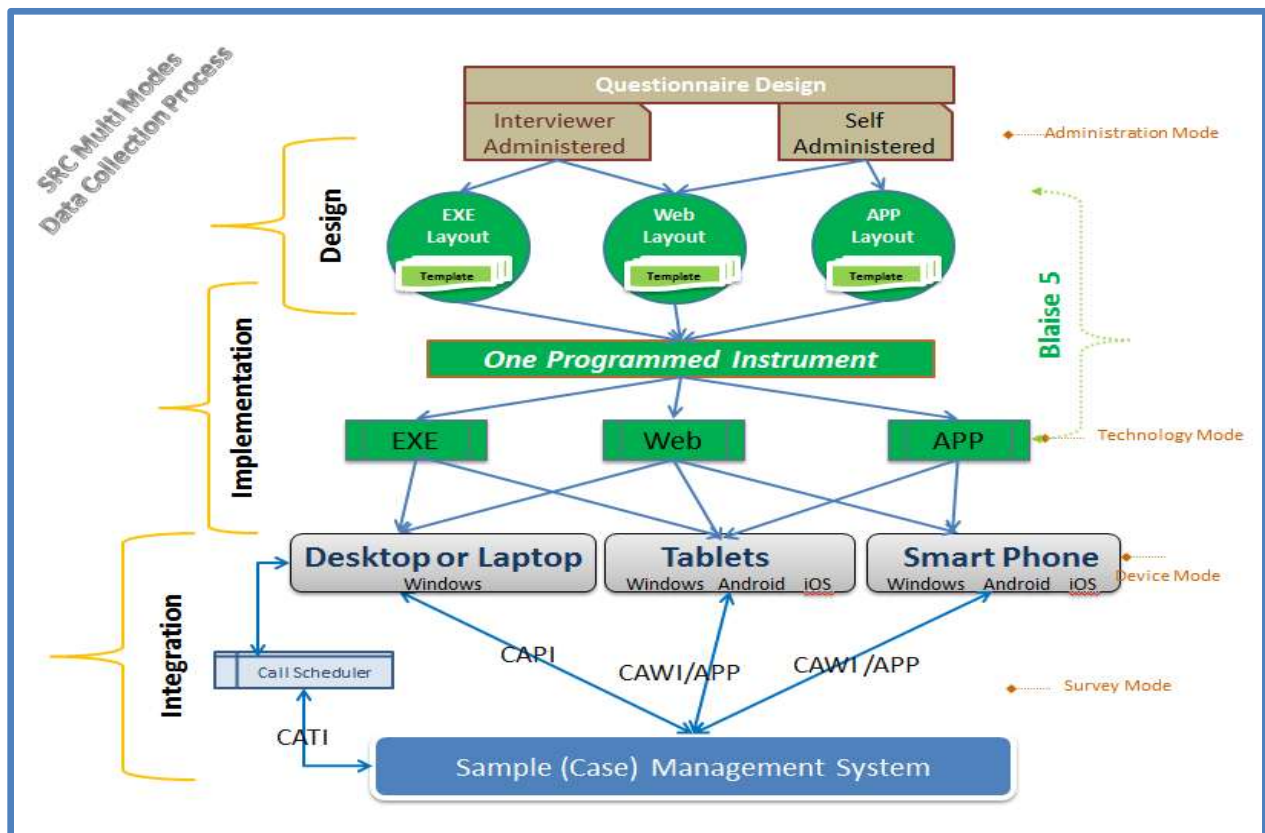 SRC Multi Modes
Data Collection Process
Questionnaire Design
Interviewer
Administered
Self
Administered
Administration Mode
Design
EXE
Layout
Template
Web
Layout
Template
APP
Layout
Template
Blaise 5
One Programmed Instrument
Implementation
EXE
Web
APP
Technology Mode
Desktop or Laptop
Windows
Tablets
Windows Android iOS
Smart Phone
Windows Android iOS
Device Mode
Integration
Call Scheduler
CAPI
CAWI/APP
CAWI /APP
Survey Mode
CATI
Sample (Case) Management System